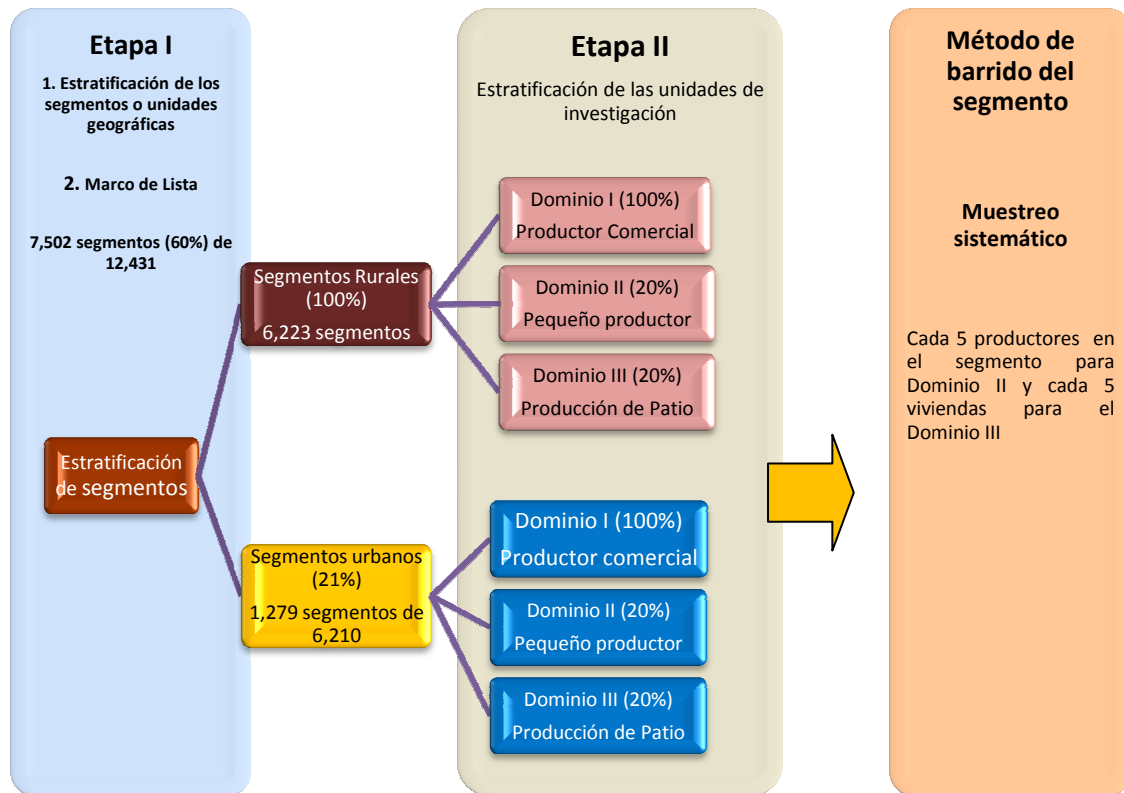 Etapa I
1. Estratificación de los
segmentos o unidades
geográficas
2. Marco de Lista
7,502 segmentos (60%) de
12,431
Estratificación
de segmentos
Segmentos Rurales
(100%)
6,223 segmentos
Segmentos urbanos
(21%)
1,279 segmentos de
6,210
Etapa II
Estratificación de las unidades de
investigación
Dominio I (100%)
Productor Comercial
Dominio II (20%)
Pequeño productor
Dominio III (20%)
Producción de Patio
Dominio I (100%)
Productor comercial
Dominio II (20%)
Pequeño productor
Dominio III (20%)
Producción de Patio
Método de
barrido del
segmento
Muestreo
sistemático
Cada 5 productores en
el segmento para
Dominio II y cada 5
viviendas para el
Dominio III